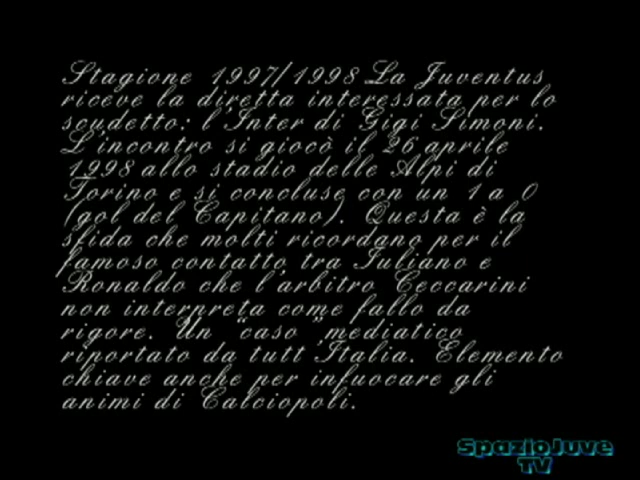 Stagione 1997/1998 La Juventus
riceve la diretta interessata per lo
scudetto: l'Inter di Gigi Simoni.
L'incontro si giocò il 26 aprile
1998 allo stadio delle Alpi di
Torino e si concluse con un 1 a 0
(gol del Capitano). Questa è la
sfida che molti ricordano per il
famoso contatto tra Iuliano e
Ronaldo che l'arbitro Ceccarini
non interpreta come fallo da
rigore. Un "caso" mediatico
riportato da tutt'Italia. Elemento
chiave anche per infuocare gli
animi di Calciopoli.
SpazioJuve
TV